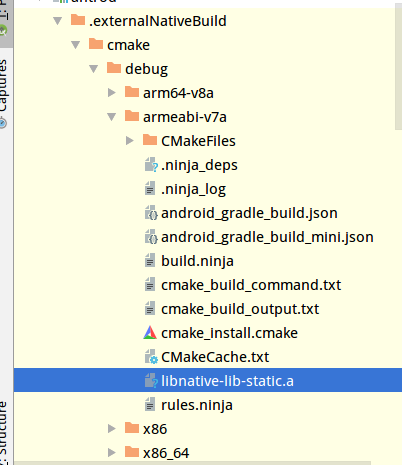 .externalNativeBuild
cmake
debug
arm64-v8a
armeabi-v7a
CMakeFiles
.ninja_deps
.ninja_log
android_gradle_build.json
android_gradle_build_mini.json
build.ninja
cmake_build_command.txt
cmake_build_output.txt
cmake_install.cmake
CMakeCache.txt
libnative-lib-static.a
rules.ninja
x86
x86_64
Captures
Structure